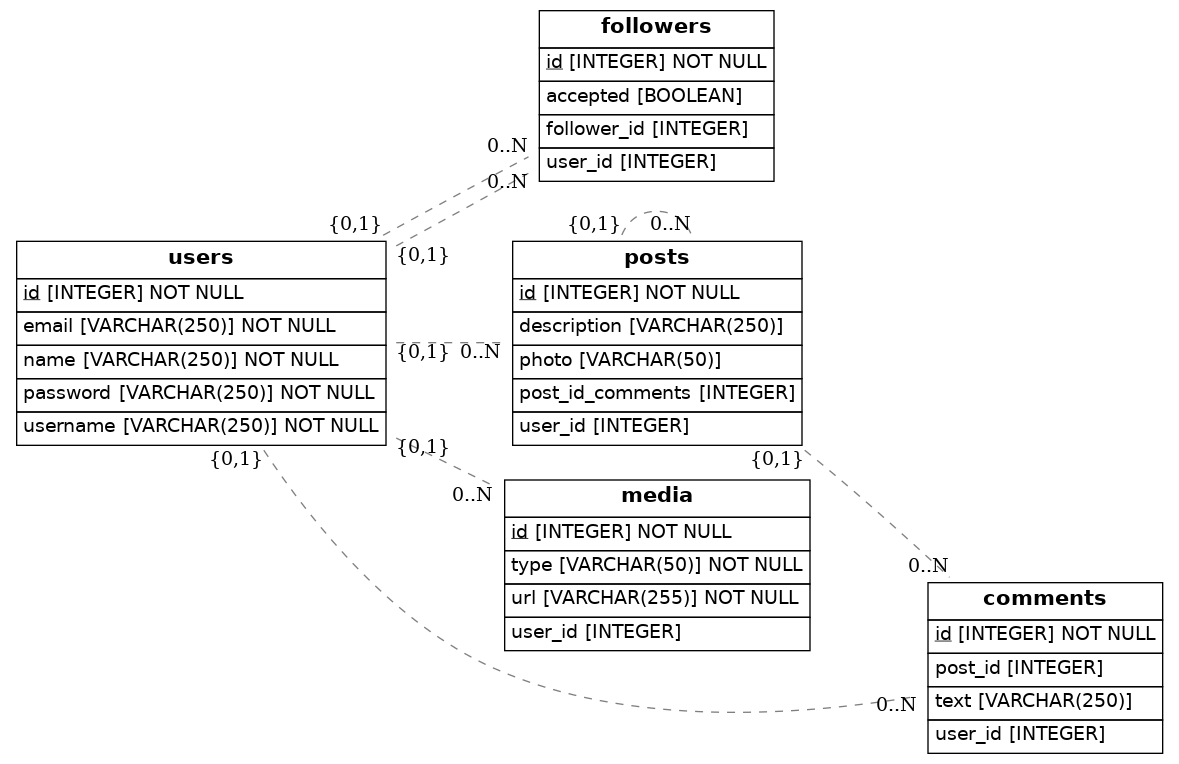 followers
id [INTEGER] NOT NULL
accepted [BOOLEAN]
follower_id [INTEGER]
user_id [INTEGER]
0..N
0..N
{0,1}
{0,1}
{0,1}
0..N
users
id [INTEGER] NOT NULL
email [VARCHAR(250)] NOT NULL
name [VARCHAR(250)] NOT NULL
password [VARCHAR(250)] NOT NULL
username [VARCHAR(250)] NOT NULL
{0,1}
0..N
posts
id [INTEGER] NOT NULL
description [VARCHAR(250)]
photo [VARCHAR(50)]
post_id_comments [INTEGER]
user_id [INTEGER]
{0,1}
0..N
{0,1}
{0,1}
media
id [INTEGER] NOT NULL
type [VARCHAR(50)] NOT NULL
url [VARCHAR(255)] NOT NULL
user_id [INTEGER]
0..N
0..N
comments
id [INTEGER] NOT NULL
post_id [INTEGER]
text [VARCHAR(250)]
user_id [INTEGER]